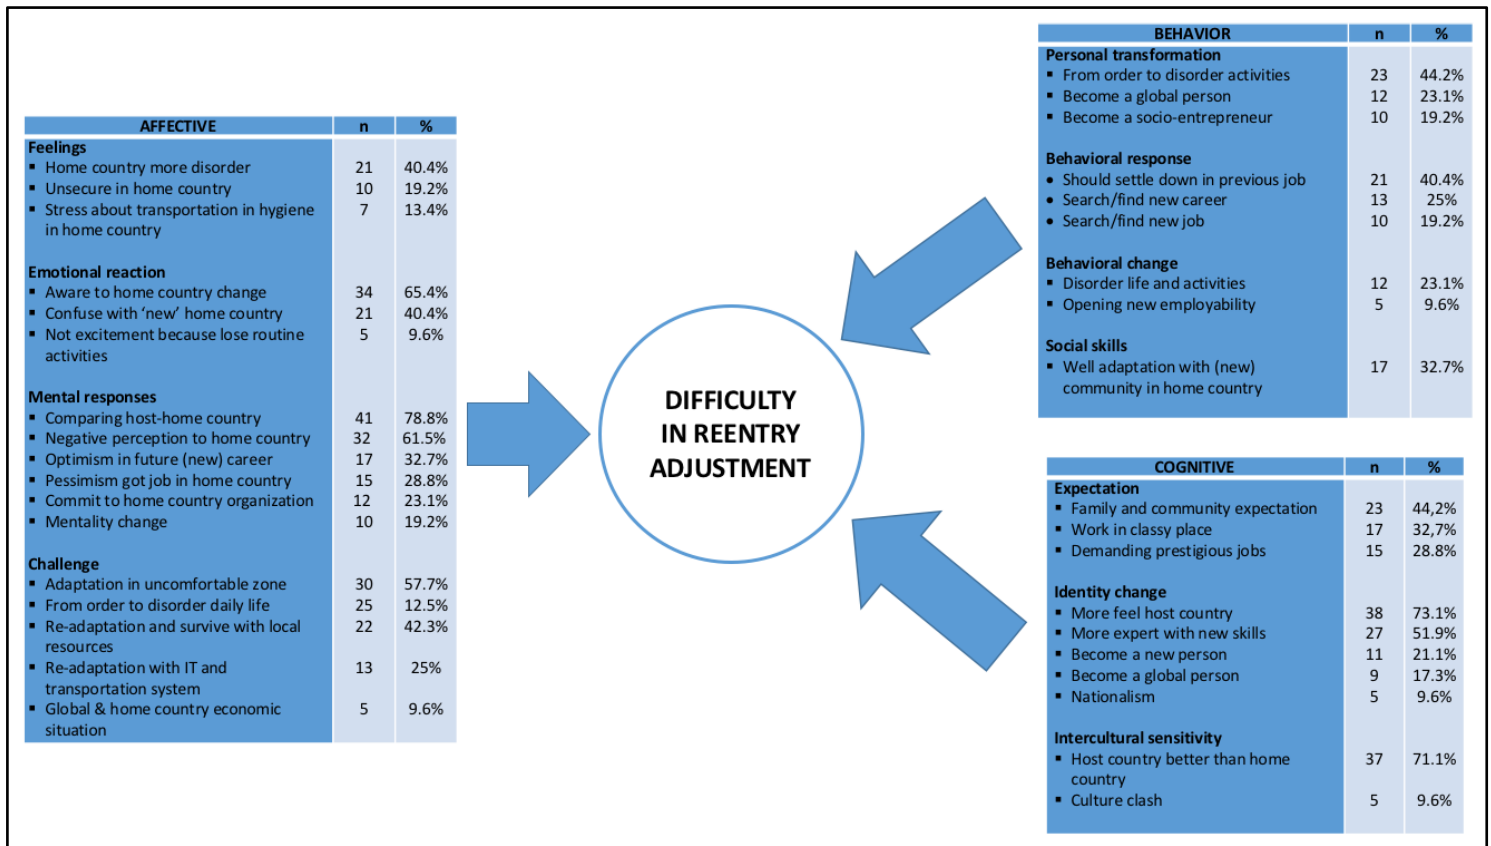 AFFECTIVE n %
Feelings
▪ Home country more disorder 21 40.4%
▪ Unsecure in home country 10 19.2%
▪ Stress about transportation in hygiene 7 13.4%
in home country
Emotional reaction
▪ Aware to home country change 34 65.4%
▪ Confuse with ‘new’ home country 21 40.4%
▪ Not excitement because lose routine 5 9.6%
activities
Mental responses
▪ Comparing host-home country 41 78.8%
▪ Negative perception to home country 32 61.5%
▪ Optimism in future (new) career 17 32.7%
▪ Pessimism got job in home country 15 28.8%
▪ Commit to home country organization 12 23.1%
▪ Mentality change 10 19.2%
Challenge
▪ Adaptation in uncomfortable zone 30 57.7%
▪ From order to disorder daily life 25 12.5%
▪ Re-adaptation and survive with local 22 42.3%
resources
▪ Re-adaptation with IT and 13 25%
transportation system
▪ Global & home country economic 5 9.6%
situation
DIFFICULTY
IN REENTRY
ADJUSTMENT
BEHAVIOR n %
Personal transformation
▪ From order to disorder activities 23 44.2%
▪ Become a global person 12 23.1%
▪ Become a socio-entrepreneur 10 19.2%
Behavioral response
• Should settle down in previous job 21 40.4%
• Search/find new career 13 25%
• Search/find new job 10 19.2%
Behavioral change
▪ Disorder life and activities 12 23.1%
▪ Opening new employability 5 9.6%
Social skills
▪ Well adaptation with (new) 17 32.7%
community in home country
COGNITIVE n %
Expectation
▪ Family and community expectation 23 44,2%
▪ Work in classy place 17 32,7%
▪ Demanding prestigious jobs 15 28.8%
Identity change
▪ More feel host country 38 73.1%
▪ More expert with new skills 27 51.9%
▪ Become a new person 11 21.1%
▪ Become a global person 9 17.3%
▪ Nationalism 5 9.6%
Intercultural sensitivity
▪ Host country better than home 37 71.1%
country
▪ Culture clash 5 9.6%